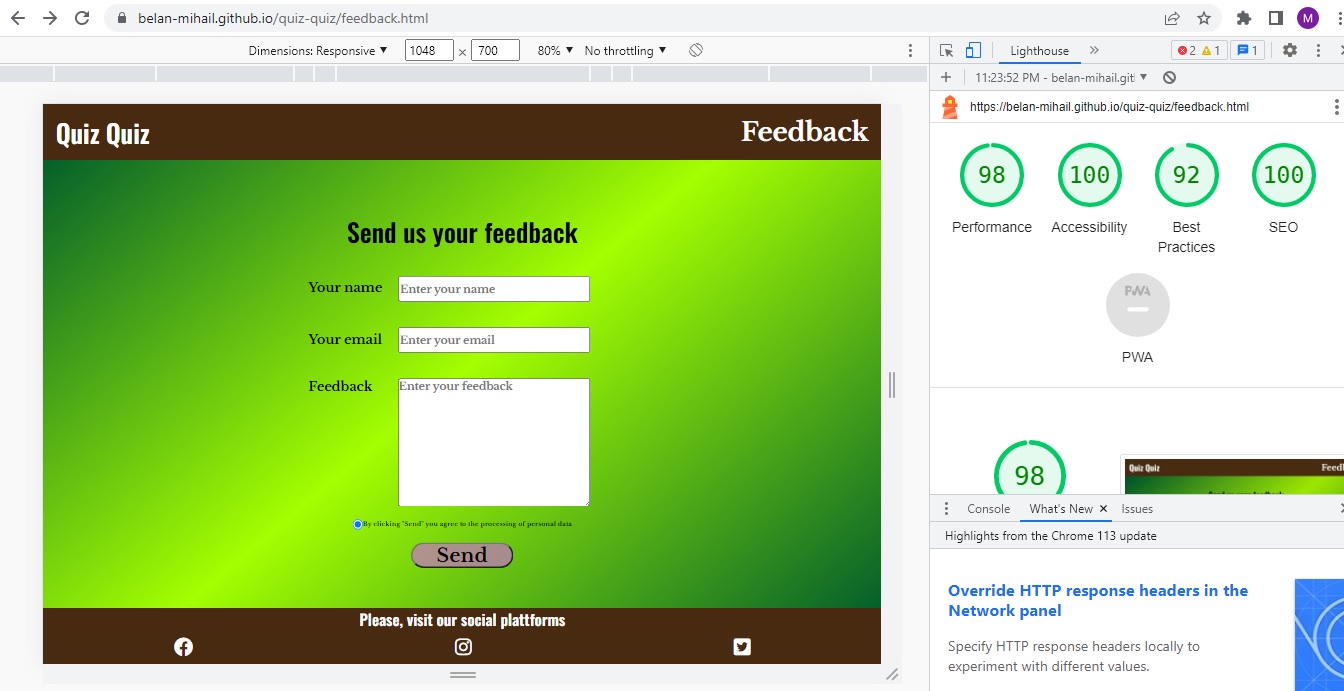 belan-mihail.github.io/quiz-quiz/feedback.html
M
Dimensions: Responsive 1048 × 700 80% No throttling
Lighthouse 2 1 1
11:23:52 PM - belan-mihail.git
https://belan-mihail.github.io/quiz-quiz/feedback.html
Quiz Quiz
Feedback
Send us your feedback
Your name
Enter your name
Your email
Enter your email
Feedback
Enter your feedback
By clicking "Send" you agree to the processing of personal data
Send
Please, visit our social plattforms
98
100
92
100
Performance
Accessibility
Best
Practices
SEO
PWA
PWA
98
Quiz Quiz
Feedl
Console What's New Issues
Highlights from the Chrome 113 update
Override HTTP response headers in the
Network panel
Specify HTTP response headers locally to
experiment with different values.